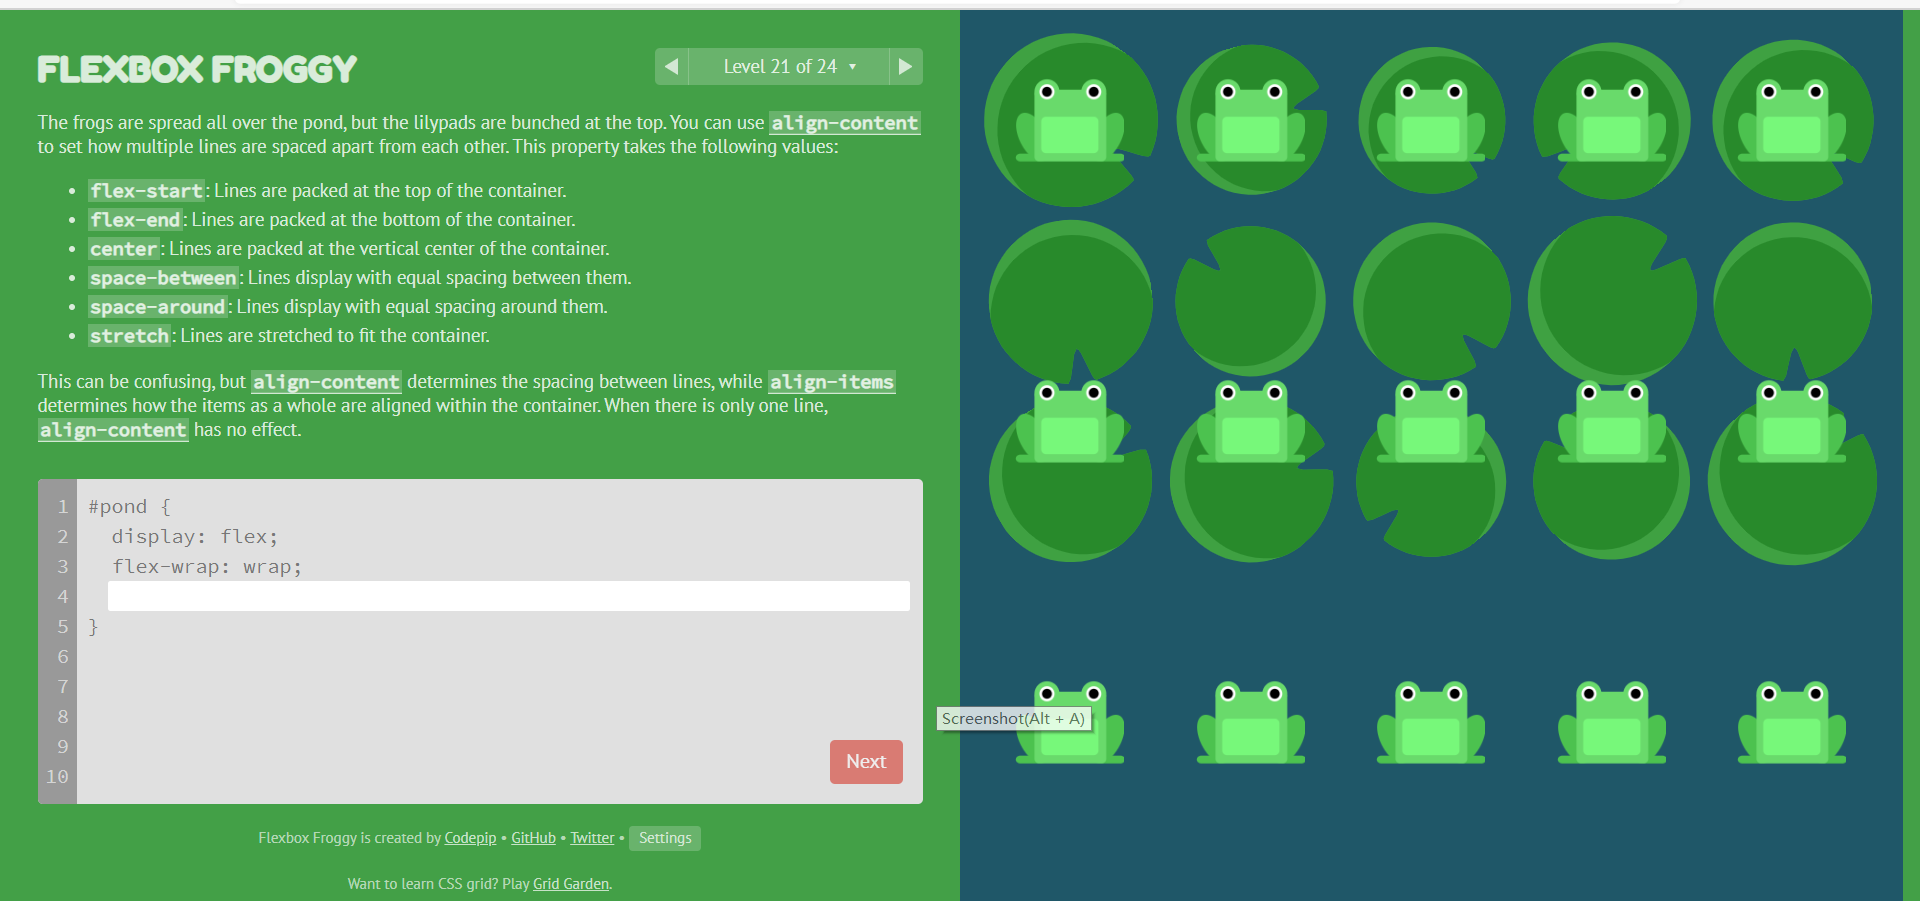 FLEXBOX FROGGY
Level 21 of 24
The frogs are spread all over the pond, but the lilypads are bunched at the top. You can use align-content
to set how multiple lines are spaced apart from each other. This property takes the following values:
• flex-start: Lines are packed at the top of the container.
• flex-end: Lines are packed at the bottom of the container.
• center: Lines are packed at the vertical center of the container.
• space-between: Lines display with equal spacing between them.
• space-around: Lines display with equal spacing around them.
• stretch: Lines are stretched to fit the container.
This can be confusing, but align-content determines the spacing between lines, while align-items
determines how the items as a whole are aligned within the container. When there is only one line,
align-content has no effect.
1 #pond {
2 display: flex;
3 flex-wrap: wrap;
4
5 }
6
7
8
9
10
Next
Screenshot(Alt + A)
Flexbox Froggy is created by Codepip • GitHub • Twitter • Settings
Want to learn CSS grid? Play Grid Garden.